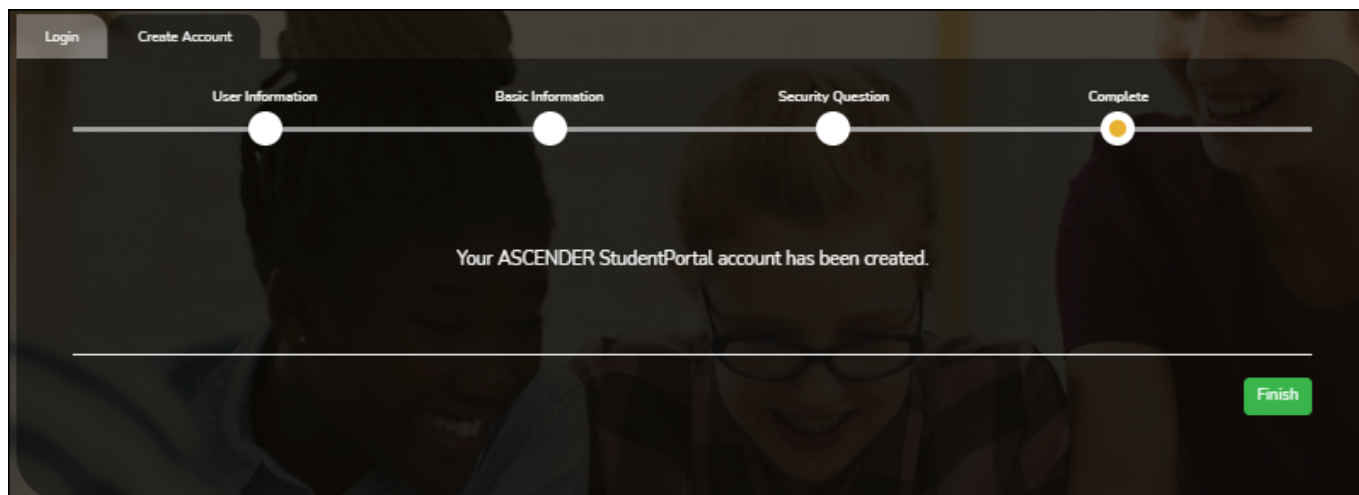 Login
Create Account
User Information
Basic Information
Security Question
Complete
Your ASCENDER StudentPortal account has been created.
Finish